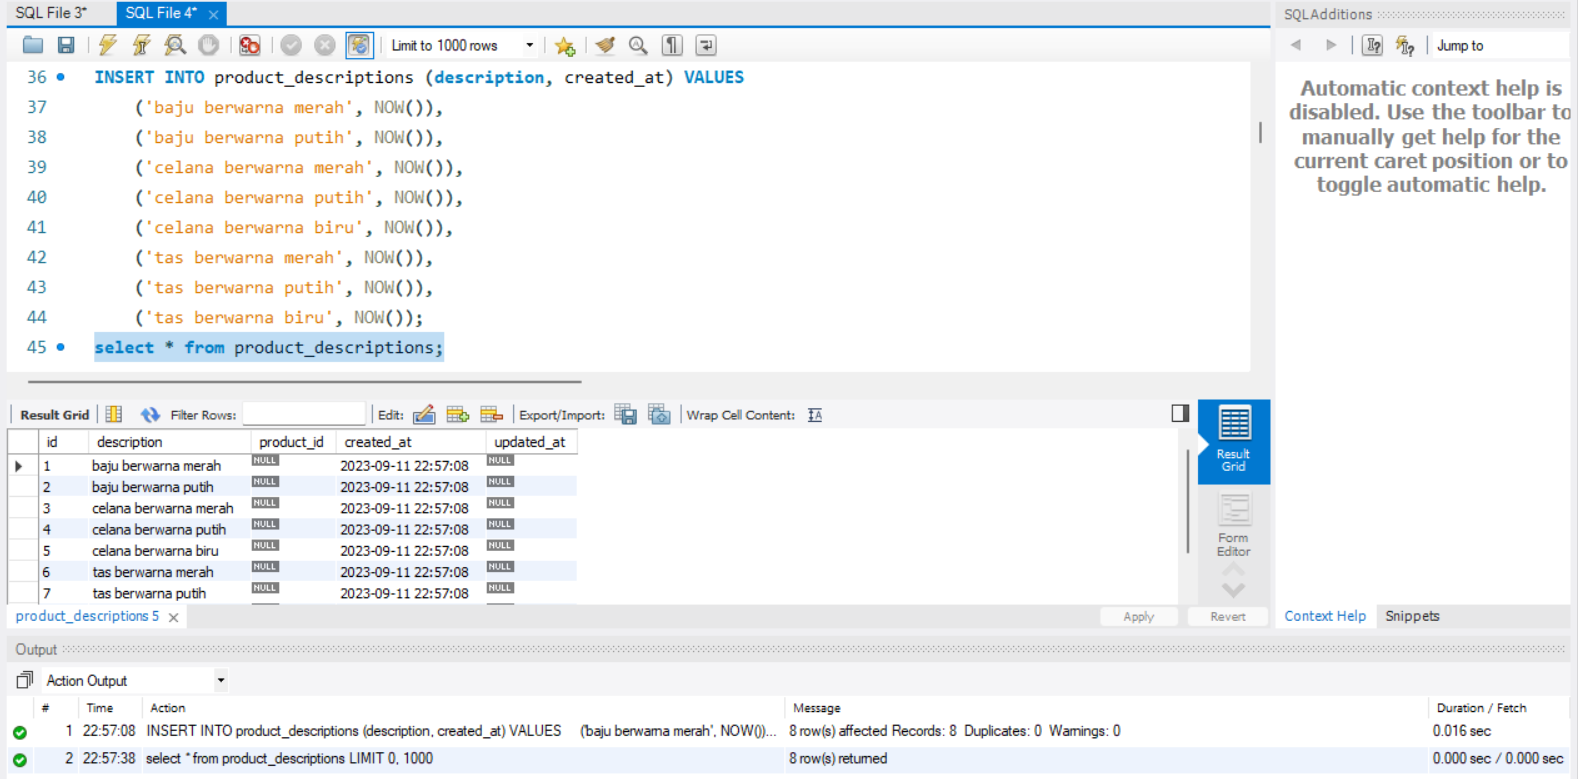 SQL File 3* SQL File 4* ×
SQLAdditions
Limit to 1000 rows
Jump to
36 INSERT INTO product_descriptions (description, created_at) VALUES
37 ('baju berwarna merah', NOW()),
38 ('baju berwarna putih', NOW()),
39 ('celana berwarna merah', NOW()),
40 ('celana berwarna putih', NOW()),
41 ('celana berwarna biru', NOW()),
42 ('tas berwarna merah', NOW()),
43 ('tas berwarna putih', NOW()),
44 ('tas berwarna biru', NOW());
45 select * from product_descriptions;
Automatic context help is
disabled. Use the toolbar to
manually get help for the
current caret position or to
toggle automatic help.
Result Grid Filter Rows: Edit: Export/Import: Wrap Cell Content:
id description product_id created_at updated_at
1 baju berwarna merah NULL 2023-09-11 22:57:08 NULL
2 baju berwarna putih NULL 2023-09-11 22:57:08 NULL
3 celana berwarna merah NULL 2023-09-11 22:57:08 NULL
4 celana berwarna putih NULL 2023-09-11 22:57:08 NULL
5 celana berwarna biru NULL 2023-09-11 22:57:08 NULL
6 tas berwarna merah NULL 2023-09-11 22:57:08 NULL
7 tas berwarna putih NULL 2023-09-11 22:57:08 NULL
Result
Grid
Form
Editor
product_descriptions 5 × Apply Revert
Context Help Snippets
Output
Action Output
# Time Action Message Duration / Fetch
1 22:57:08 INSERT INTO product_descriptions (description, created_at) VALUES ('baju berwarna merah', NOW())... 8 row(s) affected Records: 8 Duplicates: 0 Warnings: 0 0.016 sec
2 22:57:38 select * from product_descriptions LIMIT 0, 1000 8 row(s) returned 0.000 sec / 0.000 sec